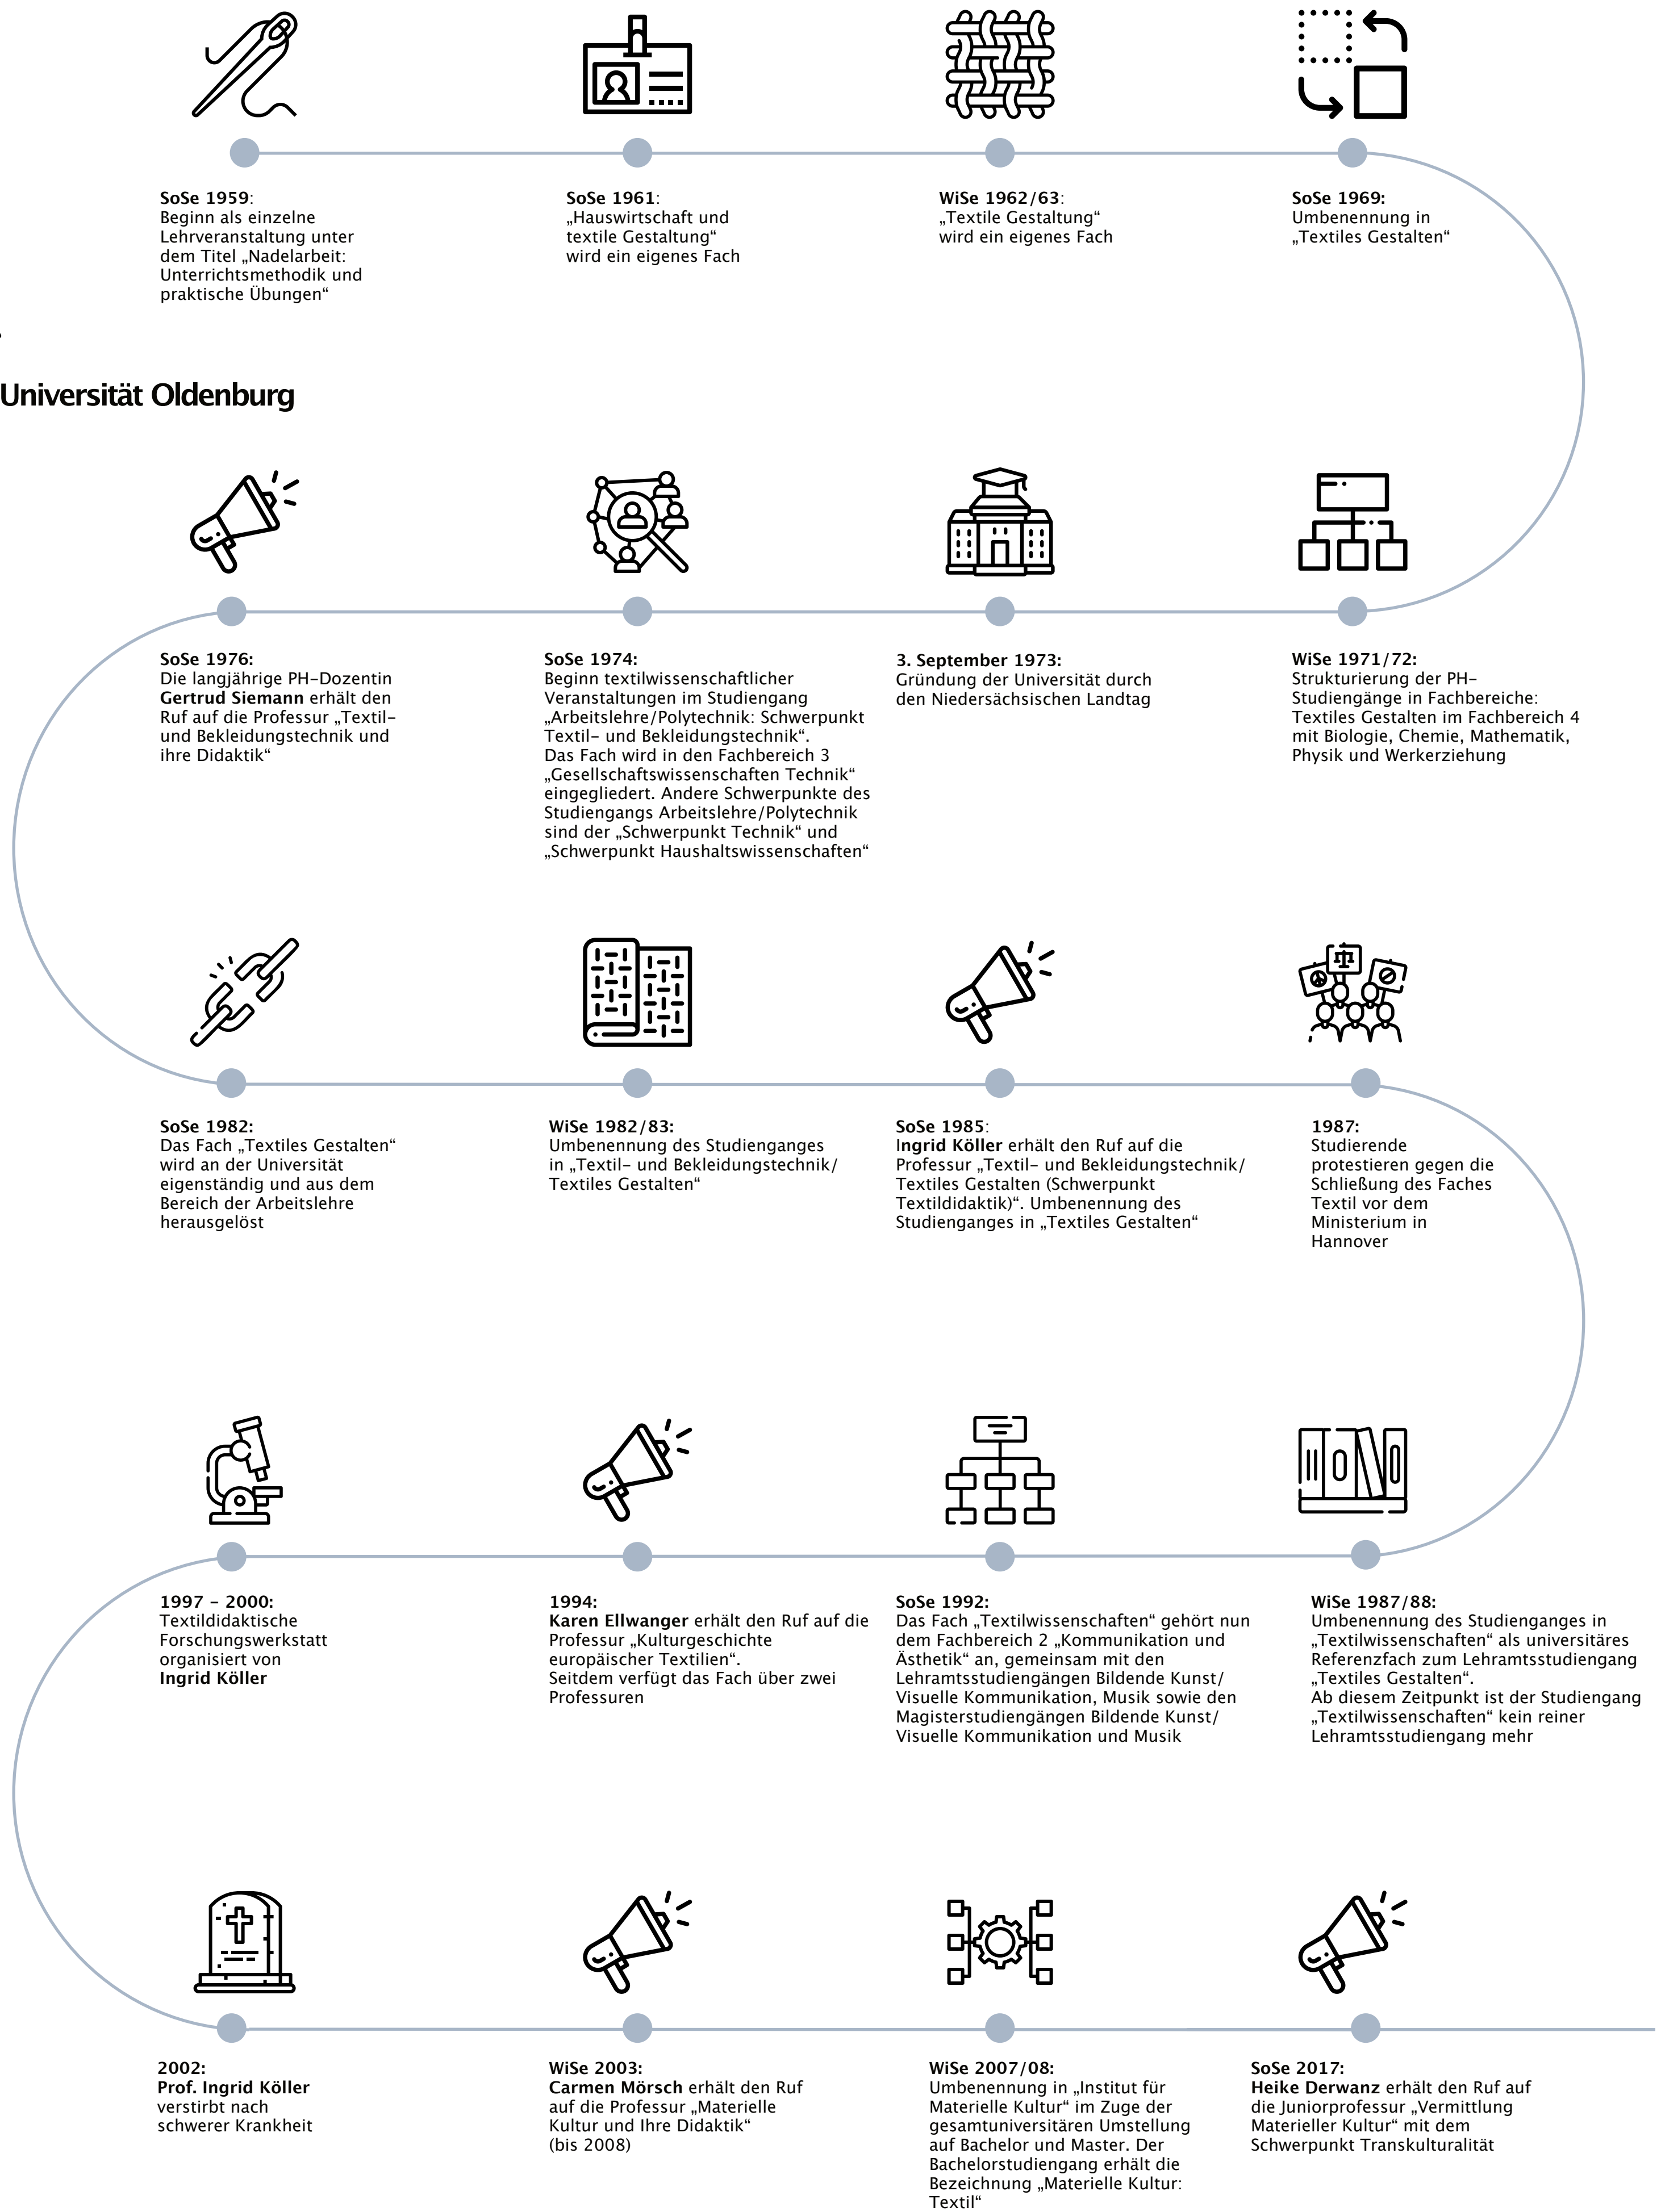 SoSe 1959:
Beginn als einzelne
Lehrveranstaltung unter
dem Titel „Nadelarbeit:
Unterrichtsmethodik und
praktische Übungen“
SoSe 1961:
„Hauswirtschaft und
textile Gestaltung“
wird ein eigenes Fach
WiSe 1962/63:
„Textile Gestaltung“
wird ein eigenes Fach
SoSe 1969:
Umbenennung in
„Textiles Gestalten“
Universität Oldenburg
WiSe 1971/72:
Strukturierung der PH–
Studiengänge in Fachbereiche:
Textiles Gestalten im Fachbereich 4
mit Biologie, Chemie, Mathematik,
Physik und Werkerziehung
3. September 1973:
Gründung der Universität durch
den Niedersächsischen Landtag
SoSe 1974:
Beginn textilwissenschaftlicher
Veranstaltungen im Studiengang
„Arbeitslehre/Polytechnik: Schwerpunkt
Textil– und Bekleidungstechnik“.
Das Fach wird in den Fachbereich 3
„Gesellschaftswissenschaften Technik“
eingegliedert. Andere Schwerpunkte des
Studiengangs Arbeitslehre/Polytechnik
sind der „Schwerpunkt Technik“ und
„Schwerpunkt Haushaltswissenschaften“
SoSe 1976:
Die langjährige PH–Dozentin
Gertrud Siemann erhält den
Ruf auf die Professur „Textil–
und Bekleidungstechnik und
ihre Didaktik“
SoSe 1982:
Das Fach „Textiles Gestalten“
wird an der Universität
eigenständig und aus dem
Bereich der Arbeitslehre
herausgelöst
WiSe 1982/83:
Umbenennung des Studienganges
in „Textil– und Bekleidungstechnik/
Textiles Gestalten“
SoSe 1985:
Ingrid Köller erhält den Ruf auf die
Professur „Textil– und Bekleidungstechnik/
Textiles Gestalten (Schwerpunkt
Textildidaktik)“. Umbenennung des
Studienganges in „Textiles Gestalten“
1987:
Studierende
protestieren gegen die
Schließung des Faches
Textil vor dem
Ministerium in
Hannover
WiSe 1987/88:
Umbenennung des Studienganges in
„Textilwissenschaften“ als universitäres
Referenzfach zum Lehramtsstudiengang
„Textiles Gestalten“.
Ab diesem Zeitpunkt ist der Studiengang
„Textilwissenschaften“ kein reiner
Lehramtsstudiengang mehr
SoSe 1992:
Das Fach „Textilwissenschaften“ gehört nun
dem Fachbereich 2 „Kommunikation und
Ästhetik“ an, gemeinsam mit den
Lehramtsstudiengängen Bildende Kunst/
Visuelle Kommunikation, Musik sowie den
Magisterstudiengängen Bildende Kunst/
Visuelle Kommunikation und Musik
1994:
Karen Ellwanger erhält den Ruf auf die
Professur „Kulturgeschichte
europäischer Textilien“.
Seitdem verfügt das Fach über zwei
Professuren
1997 – 2000:
Textildidaktische
Forschungswerkstatt
organisiert von
Ingrid Köller
2002:
Prof. Ingrid Köller
verstirbt nach
schwerer Krankheit
WiSe 2003:
Carmen Mörsch erhält den Ruf
auf die Professur „Materielle
Kultur und Ihre Didaktik“
(bis 2008)
WiSe 2007/08:
Umbenennung in „Institut für
Materielle Kultur“ im Zuge der
gesamtuniversitären Umstellung
auf Bachelor und Master. Der
Bachelorstudiengang erhält die
Bezeichnung „Materielle Kultur:
Textil“
SoSe 2017:
Heike Derwanz erhält den Ruf auf
die Juniorprofessur „Vermittlung
Materieller Kultur“ mit dem
Schwerpunkt Transkulturalität